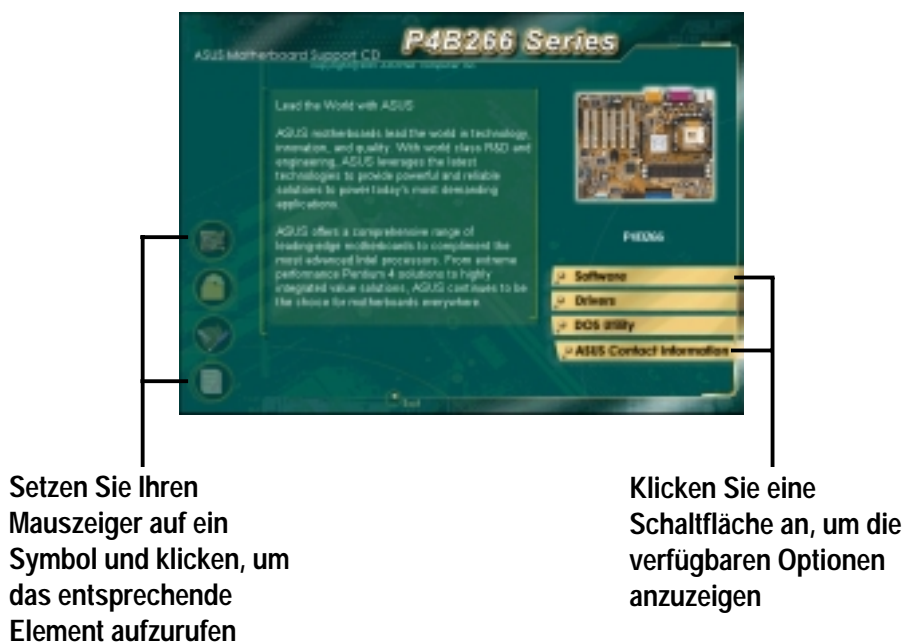 P4B266 Series
ASUS Motherboard Support CD
Lead the World with ASUS
ASUS motherboards lead the world in technology,
innovation, and quality. With world class R&D and
engineering, ASUS leverages the latest
technologies to provide powerful and reliable
solutions to power today's most demanding
applications.
ASUS offers a comprehensive range of
leading-edge motherboards to compliment the
most advanced Intel processors. From extreme
performance Pentium 4 solutions to highly
integrated value solutions, ASUS continues to be
the choice for motherboards everywhere.
P4B266
Software
Drivers
DOS Utility
ASUS Contact Information
Setzen Sie Ihren
Mauszeiger auf ein
Symbol und klicken, um
das entsprechende
Element aufzurufen
Klicken Sie eine
Schaltfläche an, um die
verfügbaren Optionen
anzuzeigen